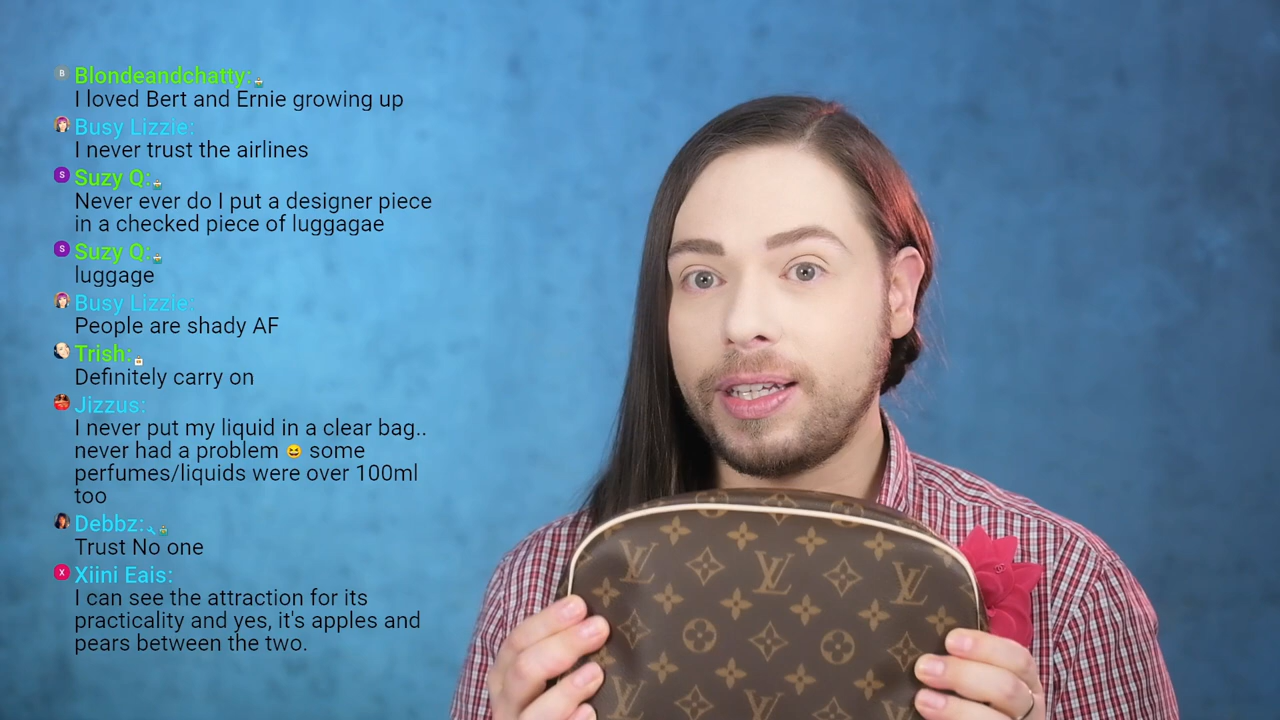 Blondeandchatty:
I loved Bert and Ernie growing up
Busy Lizzie:
I never trust the airlines
Suzy Q:
Never ever do I put a designer piece
in a checked piece of luggagae
Suzy Q:
luggage
Busy Lizzie:
People are shady AF
Trish:
Definitely carry on
Jizzus:
I never put my liquid in a clear bag..
never had a problem 😆 some
perfumes/liquids were over 100ml
too
Debbz:
Trust No one
Xiini Eais:
I can see the attraction for its
practicality and yes, it's apples and
pears between the two.
LV